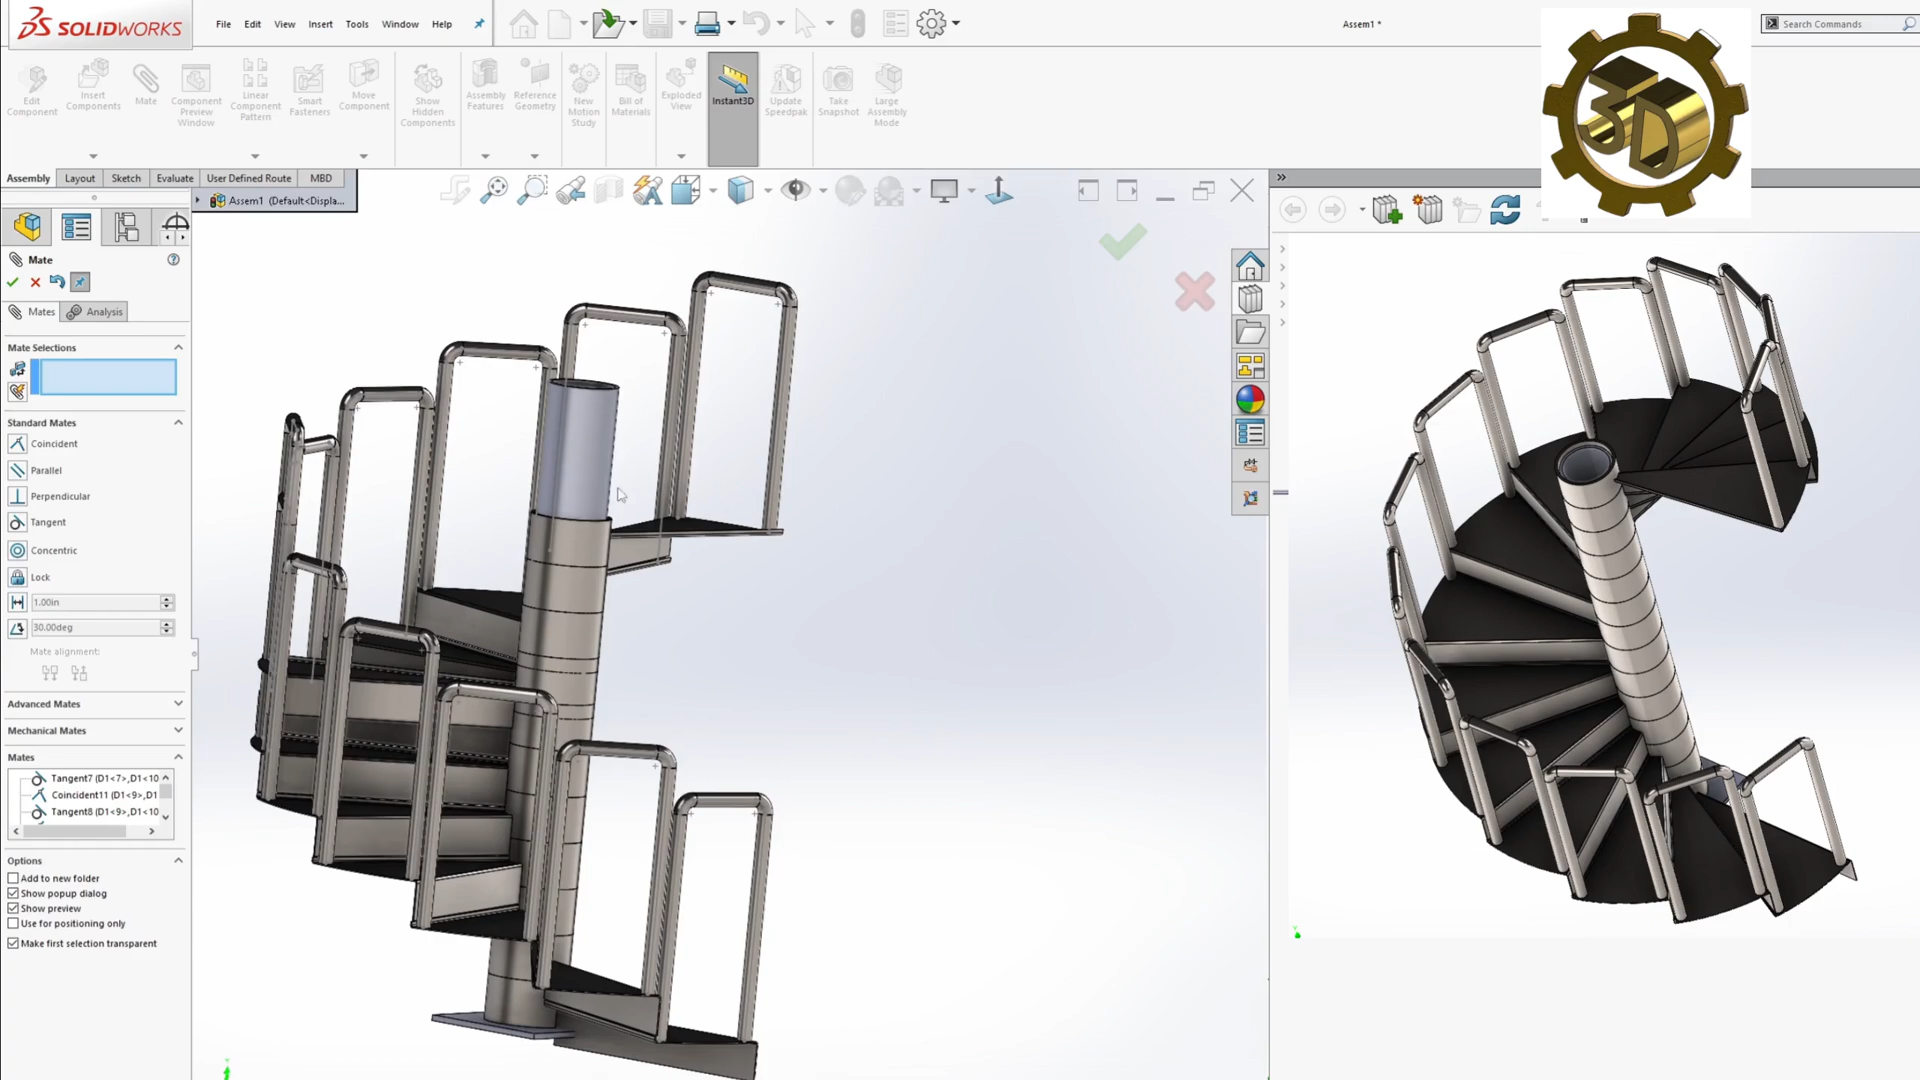 SOLIDWORKS
File Edit View Insert Tools Window Help
Assem1 *
Search Commands
3D
Edit Component
Insert Components
Mate
Component Preview Window
Linear Component Pattern
Smart Fasteners
Move Component
Show Hidden Components
Assembly Features
Reference Geometry
New Motion Study
Bill of Materials
Exploded View
Instant3D
Update Speedpak
Take Snapshot
Large Assembly Mode
Assembly Layout Sketch Evaluate User Defined Route MBD
Assem1 (Default<Displa...
Mate
Mates Analysis
Mate Selections
Standard Mates
Coincident
Parallel
Perpendicular
Tangent
Concentric
Lock
1.00in
30.00deg
Mate alignment:
Advanced Mates
Mechanical Mates
Mates
Tangent7 (D1<7>,D1<10
Coincident11 (D1<9>,D1
Tangent8 (D1<9>,D1<10
Options
Add to new folder
Show popup dialog
Show preview
Use for positioning only
Make first selection transparent